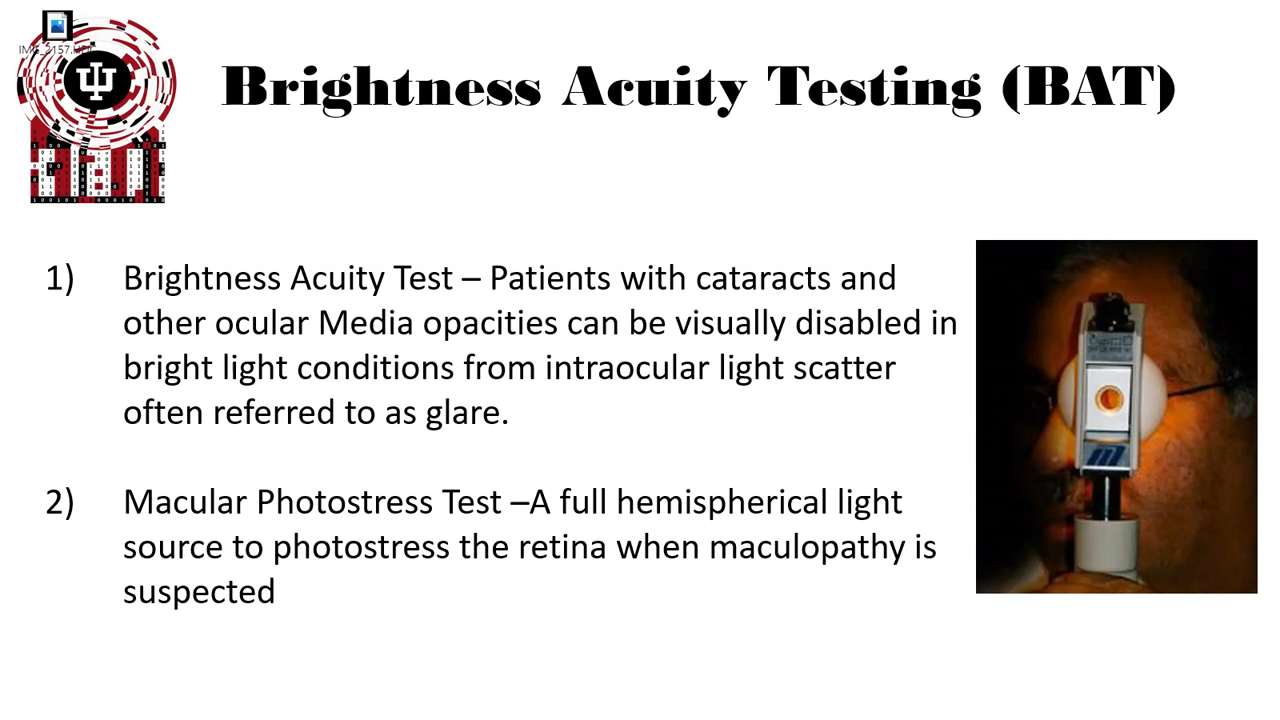 IMG_2157.HEIC
Brightness Acuity Testing (BAT)
1) Brightness Acuity Test – Patients with cataracts and
other ocular Media opacities can be visually disabled in
bright light conditions from intraocular light scatter
often referred to as glare.
2) Macular Photostress Test –A full hemispherical light
source to photostress the retina when maculopathy is
suspected